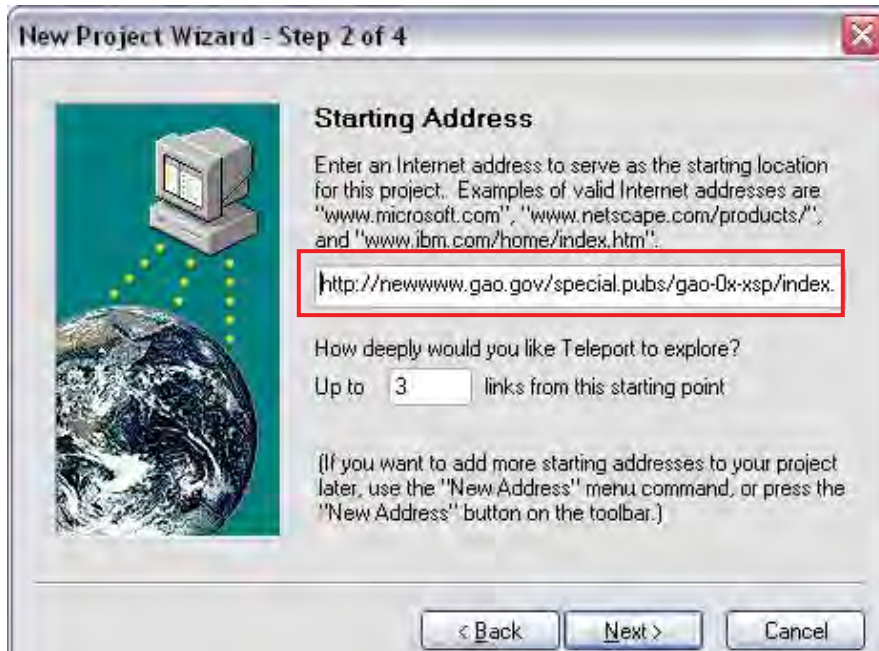 New Project Wizard - Step 2 of 4
Starting Address
Enter an Internet address to serve as the starting location
for this project. Examples of valid Internet addresses are
"www.microsoft.com", "www.netscape.com/products/",
and "www.ibm.com/home/index.htm".
http://newwww.gao.gov/special.pubs/gao-0x-xsp/index.
How deeply would you like Teleport to explore?
Up to 3 links from this starting point
(If you want to add more starting addresses to your project
later, use the "New Address" menu command, or press the
"New Address" button on the toolbar.)
< Back Next > Cancel